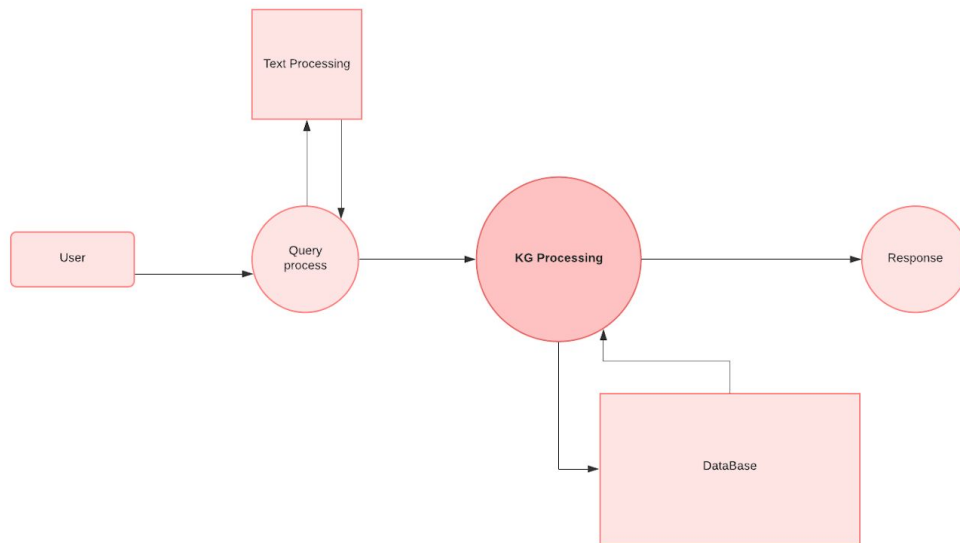 Text Processing
User
Query
process
KG Processing
Response
DataBase